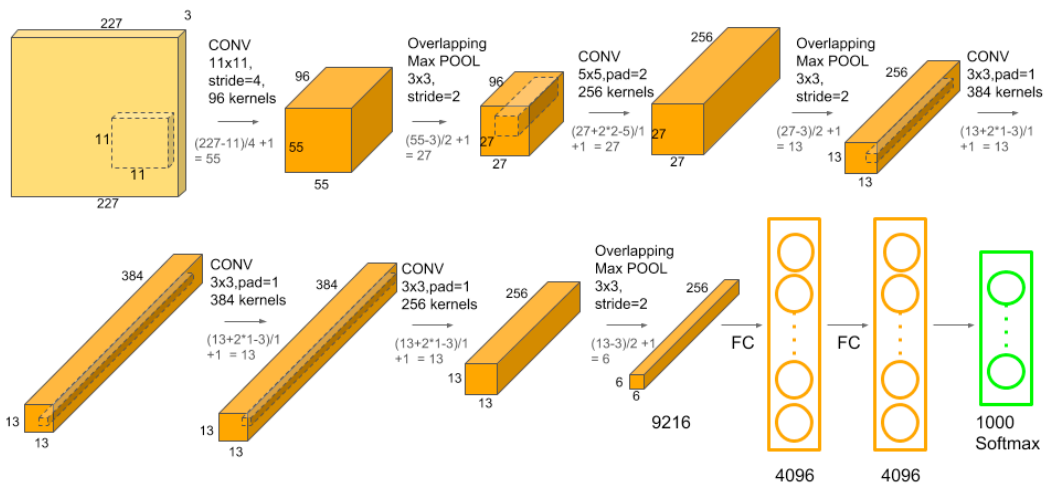 227
3
11
11
227
CONV
11x11,
stride=4,
96 kernels
(227-11)/4 +1
= 55
96
55
55
Overlapping
Max POOL
3x3,
stride=2
(55-3)/2 +1
= 27
96
27
27
CONV
5x5,pad=2
256 kernels
(27+2*2-5)/1
+1 = 27
256
27
27
Overlapping
Max POOL
3x3,
stride=2
(27-3)/2 +1
= 13
256
13
13
CONV
3x3,pad=1
384 kernels
(13+2*1-3)/1
+1 = 13
384
13
13
CONV
3x3,pad=1
384 kernels
(13+2*1-3)/1
+1 = 13
384
13
13
CONV
3x3,pad=1
256 kernels
(13+2*1-3)/1
+1 = 13
256
13
13
Overlapping
Max POOL
3x3,
stride=2
(13-3)/2 +1
= 6
256
6
6
9216
FC
4096
FC
4096
1000
Softmax